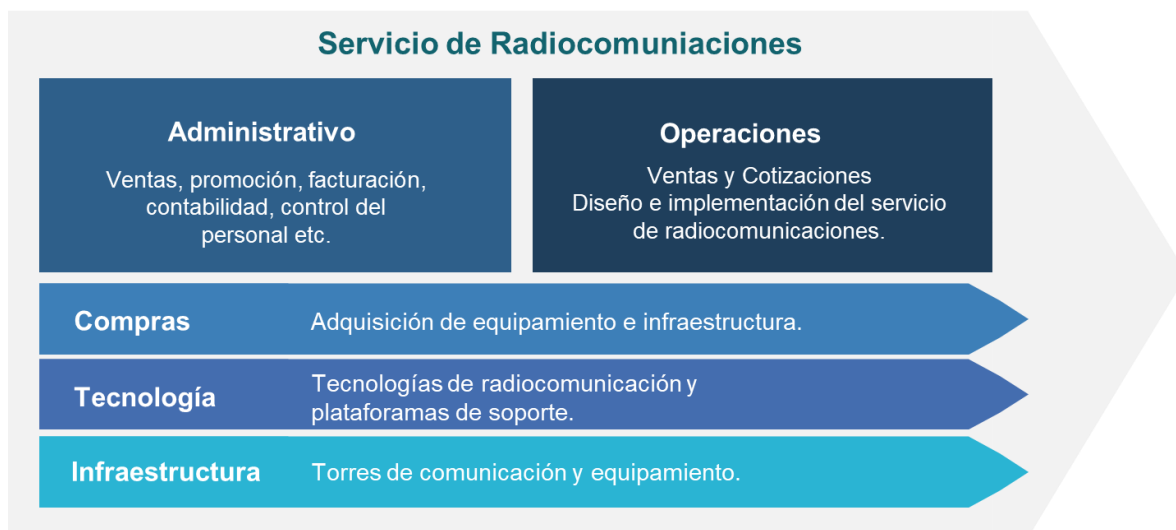 Servicio de Radiocomuniaciones
Administrativo
Ventas, promoción, facturación,
contabilidad, control del
personal etc.
Operaciones
Ventas y Cotizaciones
Diseño e implementación del servicio
de radiocomunicaciones.
Compras
Adquisición de equipamiento e infraestructura.
Tecnología
Tecnologías de radiocomunicación y
plataforamas de soporte.
Infraestructura
Torres de comunicación y equipamiento.